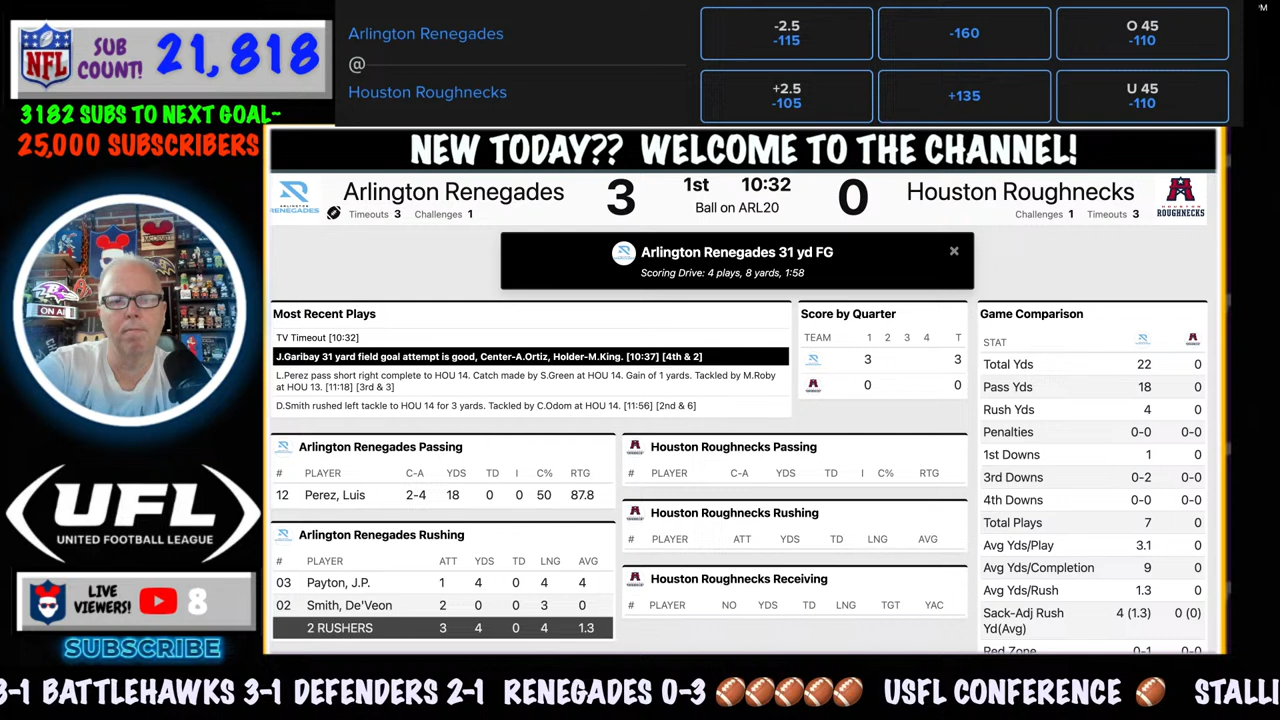 NFL
SUB
COUNT!
21,818
3182 SUBS TO NEXT GOAL~
25,000 SUBSCRIBERS
Arlington Renegades
@
Houston Roughnecks
-2.5
-115
-160
O 45
-110
+2.5
-105
+135
U 45
-110
NEW TODAY?? WELCOME TO THE CHANNEL!
RENEGADES
Arlington Renegades
Timeouts 3 Challenges 1
3
1st 10:32
Ball on ARL20
0
Houston Roughnecks
Challenges 1 Timeouts 3
ROUGHNECKS
Arlington Renegades 31 yd FG
Scoring Drive: 4 plays, 8 yards, 1:58
×
Most Recent Plays
TV Timeout [10:32]
J.Garibay 31 yard field goal attempt is good, Center-A.Ortiz, Holder-M.King. [10:37] [4th & 2]
L.Perez pass short right complete to HOU 14. Catch made by S.Green at HOU 14. Gain of 1 yards. Tackled by M.Roby
at HOU 13. [11:18] [3rd & 3]
D.Smith rushed left tackle to HOU 14 for 3 yards. Tackled by C.Odom at HOU 14. [11:56] [2nd & 6]
Score by Quarter
TEAM 1 2 3 4 T
3 3
0 0
Game Comparison
STAT
Total Yds 22 0
Pass Yds 18 0
Rush Yds 4 0
Penalties 0-0 0-0
1st Downs 1 0
3rd Downs 0-2 0-0
4th Downs 0-0 0-0
Total Plays 7 0
Avg Yds/Play 3.1 0
Avg Yds/Completion 9 0
Avg Yds/Rush 1.3 0
Sack-Adj Rush
Yd(Avg) 4 (1.3) 0 (0)
Red Zone 0-1 0-0
Arlington Renegades Passing
# PLAYER C-A YDS TD I C% RTG
12 Perez, Luis 2-4 18 0 0 50 87.8
Arlington Renegades Rushing
# PLAYER ATT YDS TD LNG AVG
03 Payton, J.P. 1 4 0 4 4
02 Smith, De'Veon 2 0 0 3 0
2 RUSHERS 3 4 0 4 1.3
Houston Roughnecks Passing
# PLAYER C-A YDS TD I C% RTG
Houston Roughnecks Rushing
# PLAYER ATT YDS TD LNG AVG
Houston Roughnecks Receiving
# PLAYER NO YDS TD LNG TGT YAC
UFL
UNITED FOOTBALL LEAGUE
LIVE
VIEWERS!
8
SUBSCRIBE
3-1 BATTLEHAWKS 3-1 DEFENDERS 2-1 RENEGADES 0-3 USFL CONFERENCE STALLI